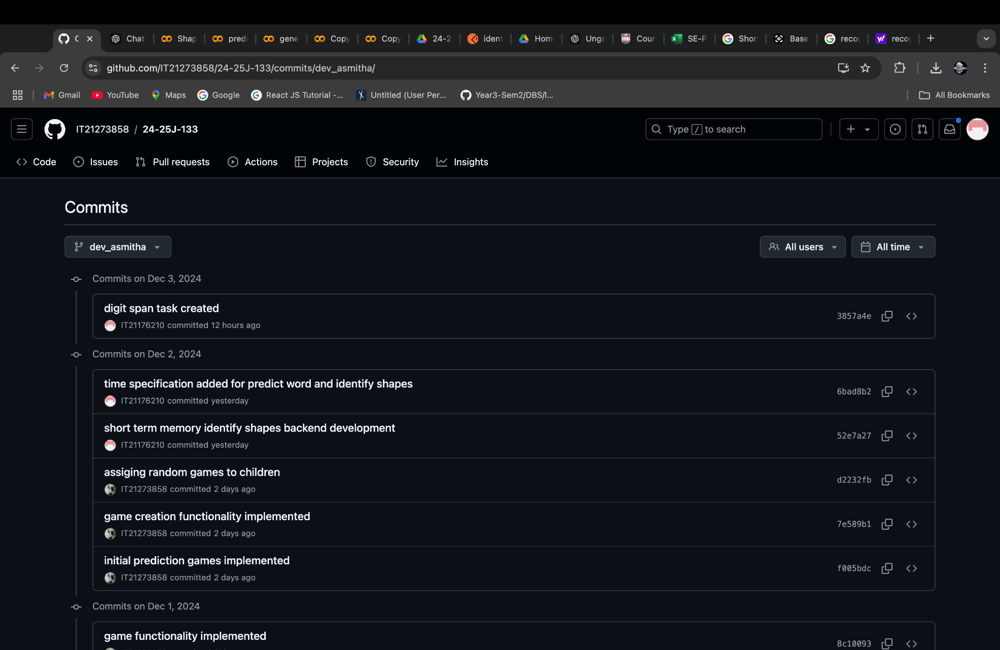 Chat
Shap
predi
gene
Copy
Copy
24-2
ident
Home
Unga
Cour
SE-P
Shor
Base
reco
reco
github.com/IT21273858/24-25J-133/commits/dev_asmitha/
Gmail YouTube Maps Google React JS Tutorial -... Untitled (User Per... Year3-Sem2/DBS/l... All Bookmarks
IT21273858 / 24-25J-133 Type / to search
Code Issues Pull requests Actions Projects Security Insights
Commits
dev_asmitha All users All time
Commits on Dec 3, 2024
digit span task created
IT21176210 committed 12 hours ago 3857a4e
Commits on Dec 2, 2024
time specification added for predict word and identify shapes
IT21176210 committed yesterday 6bad8b2
short term memory identify shapes backend development
IT21176210 committed yesterday 52e7a27
assiging random games to children
IT21273858 committed 2 days ago d2232fb
game creation functionality implemented
IT21273858 committed 2 days ago 7e589b1
initial prediction games implemented
IT21273858 committed 2 days ago f005bdc
Commits on Dec 1, 2024
game functionality implemented
8c10093